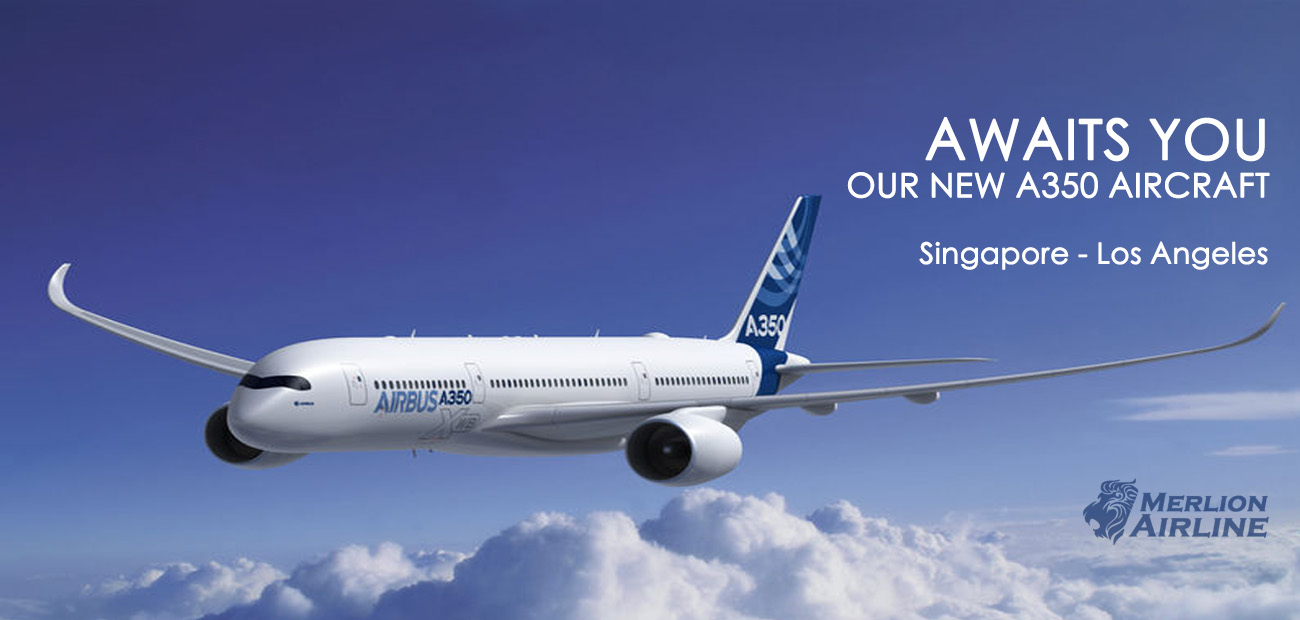 AWAITS YOU
OUR NEW A350 AIRCRAFT
Singapore - Los Angeles
A350
AIRBUS A350
XWB
MERLION
AIRLINE